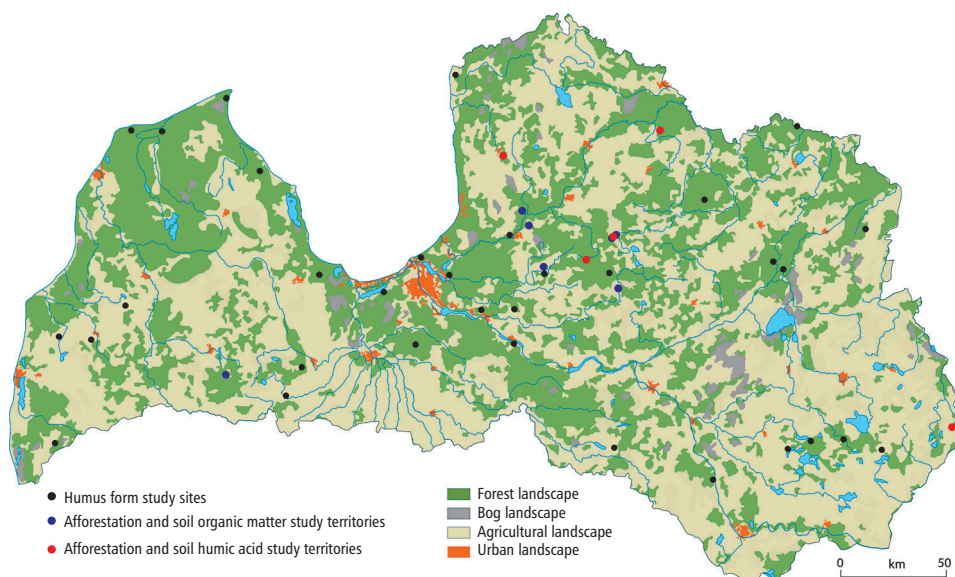 Humus form study sites
Afforestation and soil organic matter study territories
Afforestation and soil humic acid study territories
Forest landscape
Bog landscape
Agricultural landscape
Urban landscape
0 km 50